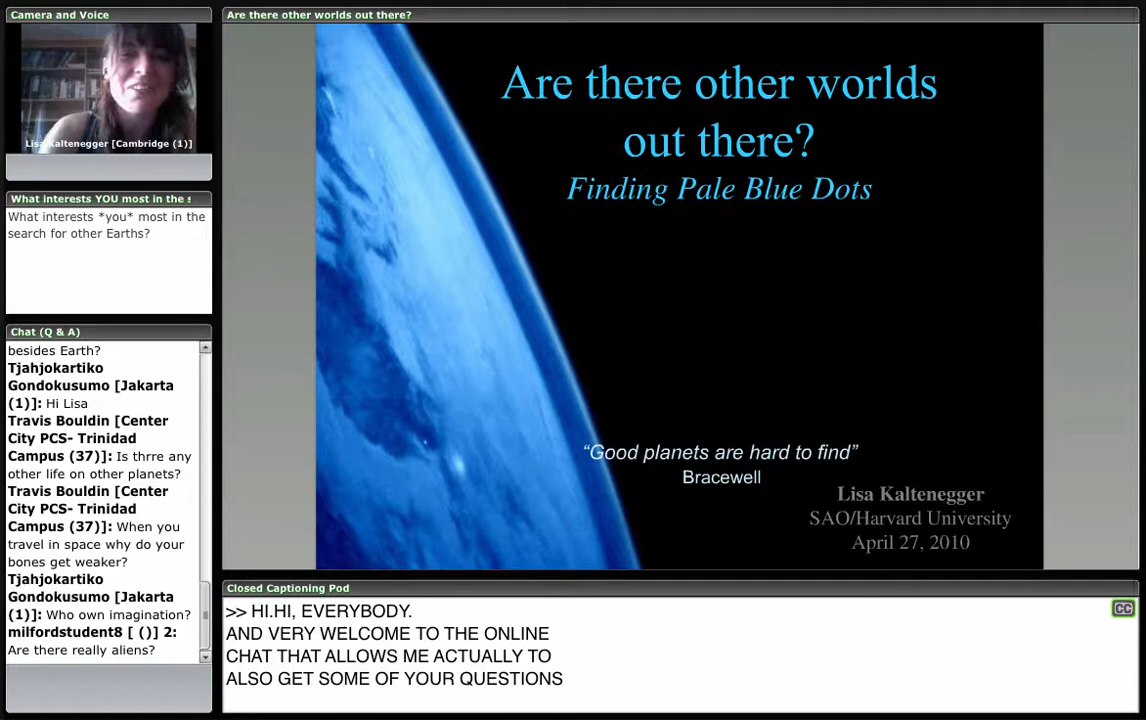 Camera and Voice
Lisa Kaltenegger [Cambridge (1)]
What interests YOU most in the s
What interests *you* most in the
search for other Earths?
Chat (Q & A)
besides Earth?
Tjahjokartiko
Gondokusumo [Jakarta
(1)]: Hi Lisa
Travis Bouldin [Center
City PCS- Trinidad
Campus (37)]: Is thrre any
other life on other planets?
Travis Bouldin [Center
City PCS- Trinidad
Campus (37)]: When you
travel in space why do your
bones get weaker?
Tjahjokartiko
Gondokusumo [Jakarta
(1)]: Who own imagination?
milfordstudent8 [ ()] 2:
Are there really aliens?
Are there other worlds out there?
Are there other worlds
out there?
Finding Pale Blue Dots
“Good planets are hard to find”
Bracewell
Lisa Kaltenegger
SAO/Harvard University
April 27, 2010
Closed Captioning Pod
>> HI.HI, EVERYBODY.
AND VERY WELCOME TO THE ONLINE
CHAT THAT ALLOWS ME ACTUALLY TO
ALSO GET SOME OF YOUR QUESTIONS
CC